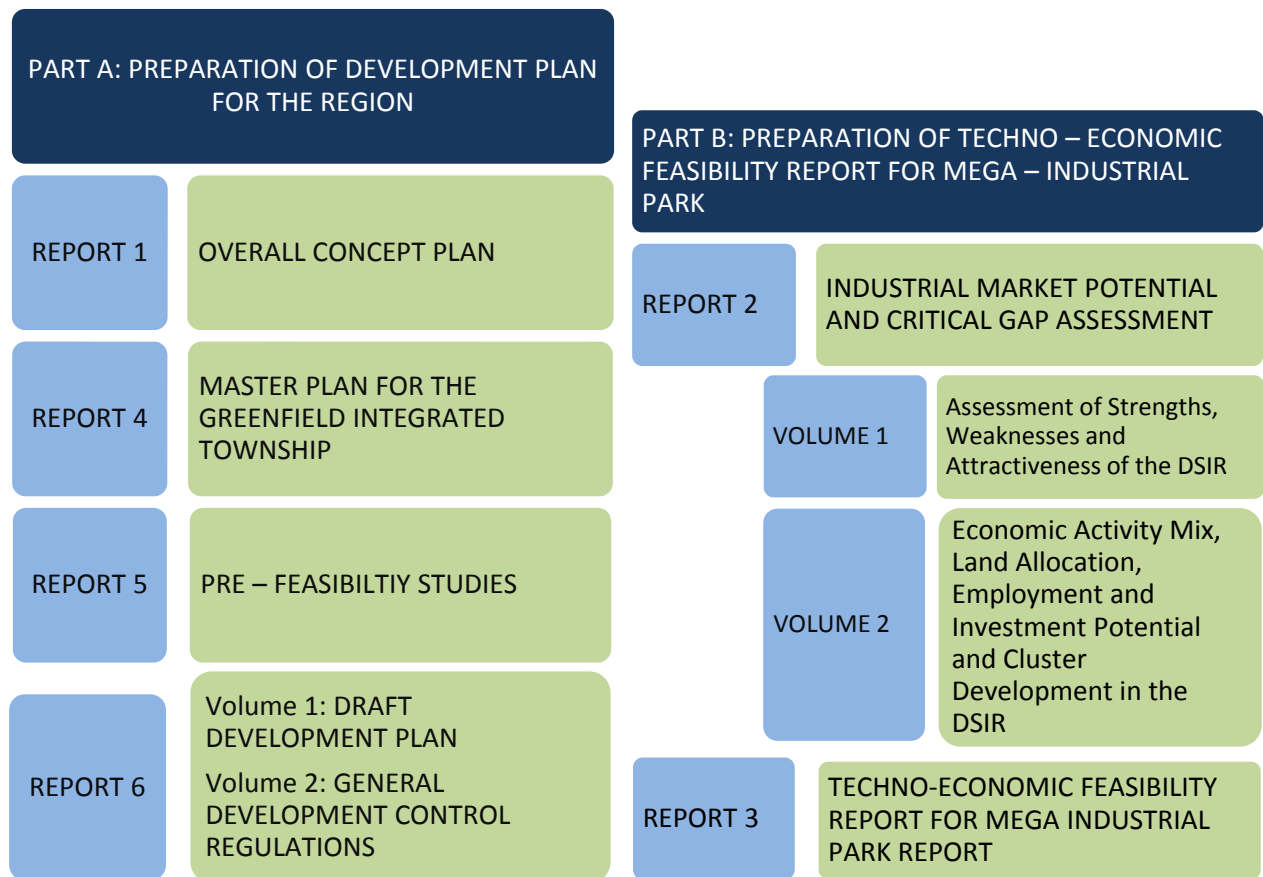 PART A: PREPARATION OF DEVELOPMENT PLAN
FOR THE REGION
REPORT 1
OVERALL CONCEPT PLAN
REPORT 4
MASTER PLAN FOR THE
GREENFIELD INTEGRATED
TOWNSHIP
REPORT 5
PRE – FEASIBILTIY STUDIES
REPORT 6
Volume 1: DRAFT
DEVELOPMENT PLAN
Volume 2: GENERAL
DEVELOPMENT CONTROL
REGULATIONS
PART B: PREPARATION OF TECHNO – ECONOMIC
FEASIBILITY REPORT FOR MEGA – INDUSTRIAL
PARK
REPORT 2
INDUSTRIAL MARKET POTENTIAL
AND CRITICAL GAP ASSESSMENT
VOLUME 1
Assessment of Strengths,
Weaknesses and
Attractiveness of the DSIR
VOLUME 2
Economic Activity Mix,
Land Allocation,
Employment and
Investment Potential
and Cluster
Development in the
DSIR
REPORT 3
TECHNO-ECONOMIC FEASIBILITY
REPORT FOR MEGA INDUSTRIAL
PARK REPORT